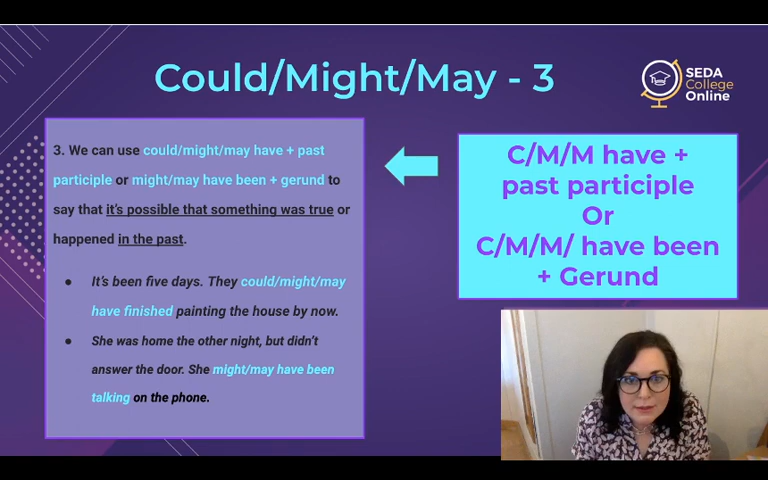 Could/Might/May - 3
SEDA
College
Online
3. We can use could/might/may have + past
participle or might/may have been + gerund to
say that it's possible that something was true or
happened in the past.
● It's been five days. They could/might/may
have finished painting the house by now.
● She was home the other night, but didn't
answer the door. She might/may have been
talking on the phone.
C/M/M have +
past participle
Or
C/M/M/ have been
+ Gerund